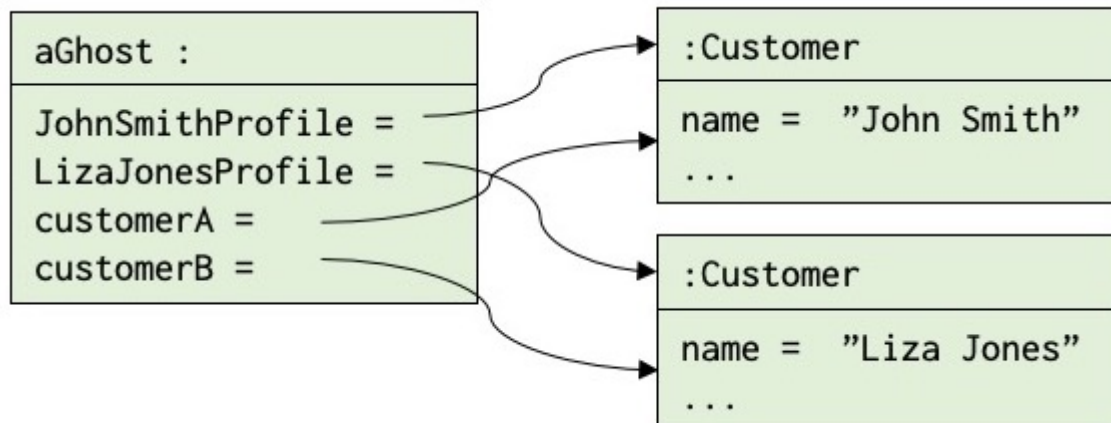 aGhost :
JohnSmithProfile =
LizaJonesProfile =
customerA =
customerB =
:Customer
name = ”John Smith”
...
:Customer
name = ”Liza Jones”
...